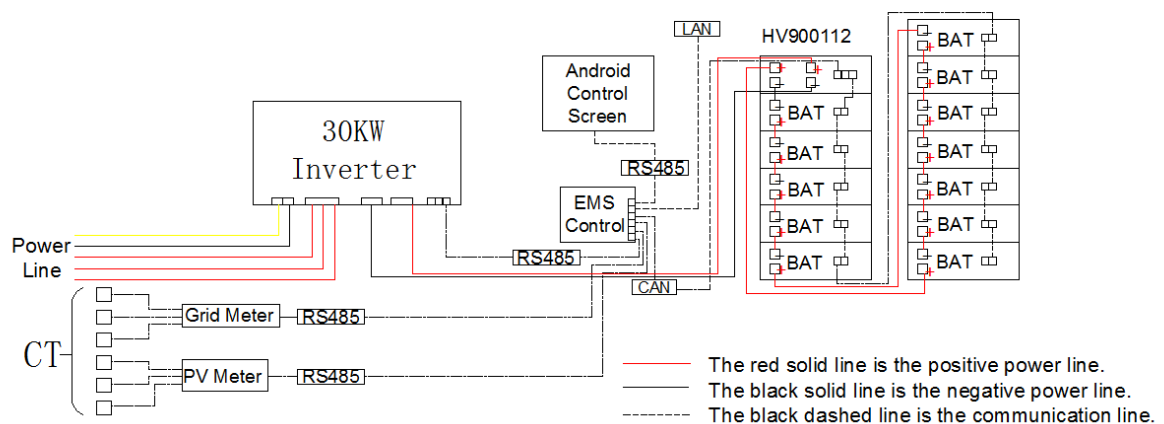 LAN
HV900112
BAT
Android
Control
Screen
BAT
30KW
Inverter
BAT
BAT
RS485
BAT
BAT
EMS
Control
BAT
BAT
Power
Line
RS485
BAT
BAT
BAT
BAT
CAN
Grid Meter
RS485
CT
PV Meter
RS485
The red solid line is the positive power line.
The black solid line is the negative power line.
The black dashed line is the communication line.